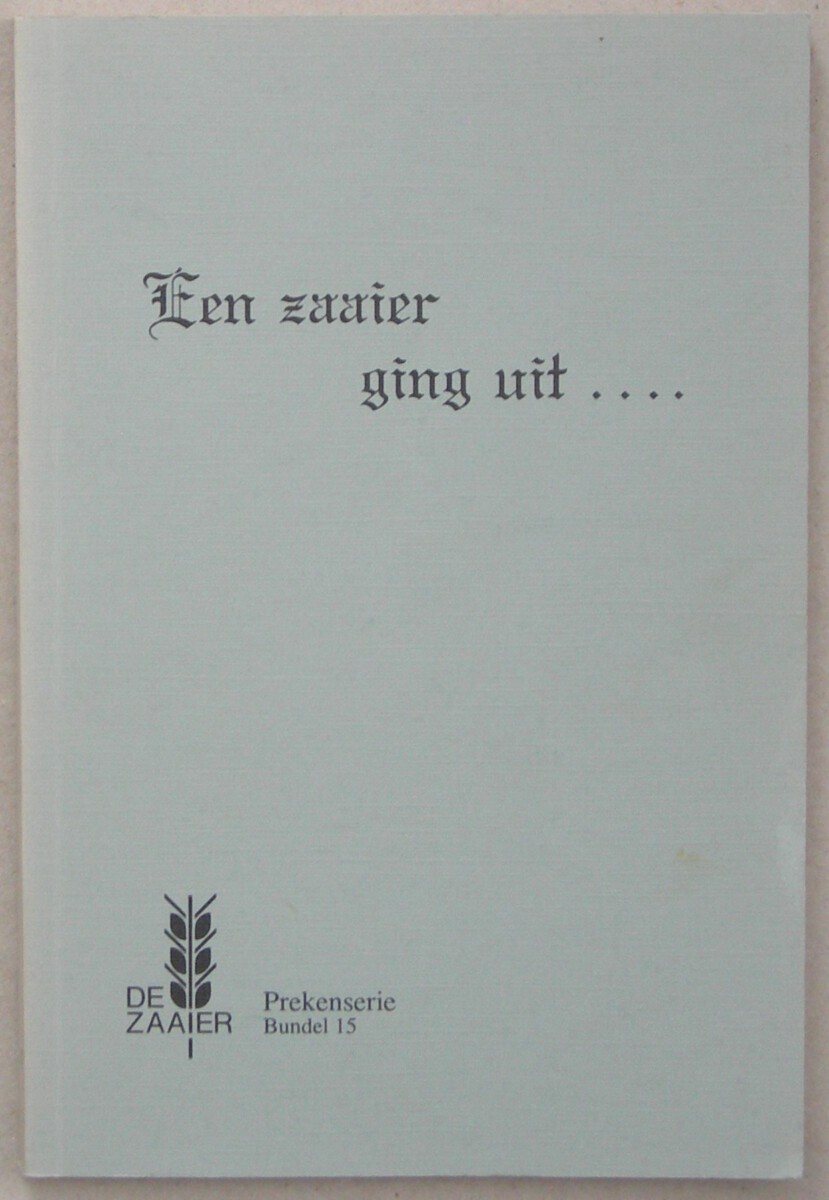 Een zaaier
ging uit . . . .
DE
ZAAIER
Prekenserie
Bundel 15